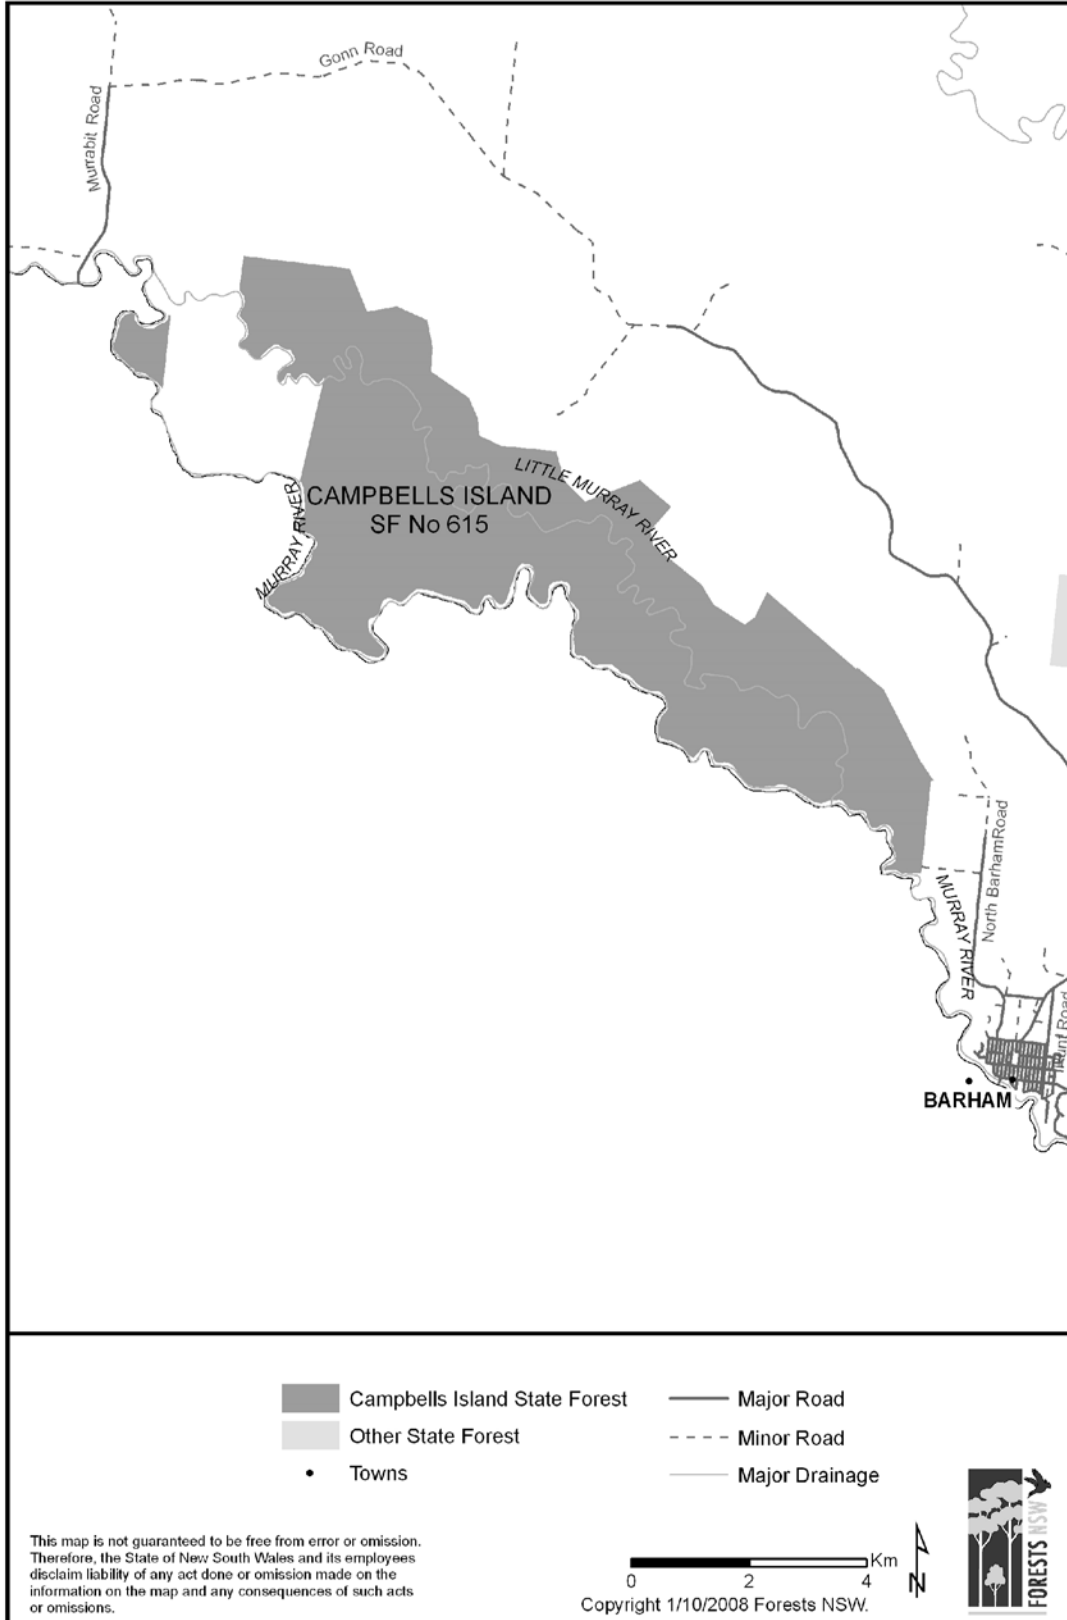 Gonn Road
Murrabit Road
LITTLE MURRAY RIVER
CAMPBELLS ISLAND
SF No 615
MURRAY RIVER
North BarhamRoad
MURRAY RIVER
Road
BARHAM
Campbells Island State Forest
Major Road
Other State Forest
Minor Road
Towns
Major Drainage
This map is not guaranteed to be free from error or omission.
Therefore, the State of New South Wales and its employees
disclaim liability of any act done or omission made on the
information on the map and any consequences of such acts
or omissions.
Km
0 2 4
Copyright 1/10/2008 Forests NSW.
N
FORESTS NSW